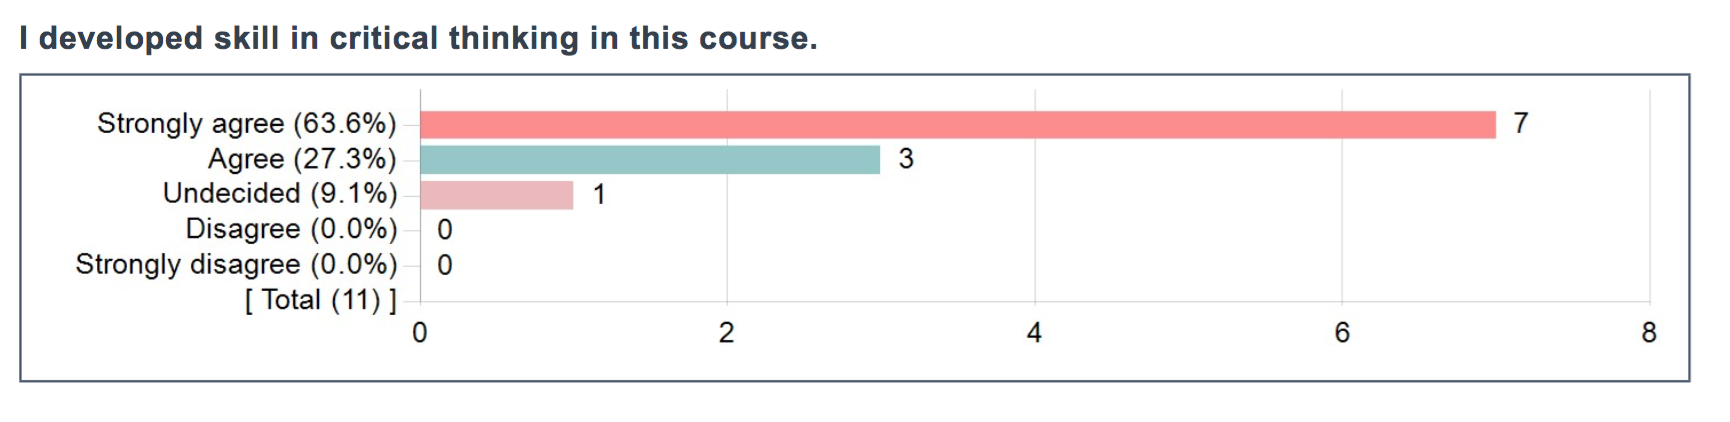 I developed skill in critical thinking in this course.
Strongly agree (63.6%) 7
Agree (27.3%) 3
Undecided (9.1%) 1
Disagree (0.0%) 0
Strongly disagree (0.0%) 0
[ Total (11) ]
0 2 4 6 8